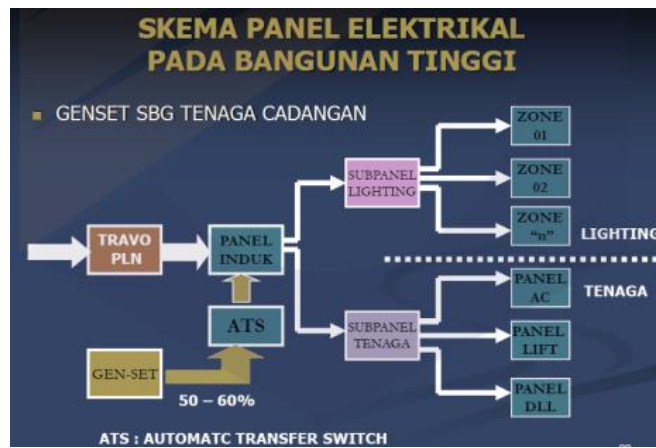 SKEMA PANEL ELEKTRIKAL
PADA BANGUNAN TINGGI
GENSET SBG TENAGA CADANGAN
TRAVO
PLN
PANEL
INDUK
ATS
GEN-SET
50 – 60%
SUBPANEL
LIGHTING
ZONE
01
ZONE
02
ZONE
“n”
LIGHTING
SUBPANEL
TENAGA
TENAGA
PANEL
AC
PANEL
LIFT
PANEL
DLL
ATS : AUTOMATC TRANSFER SWITCH